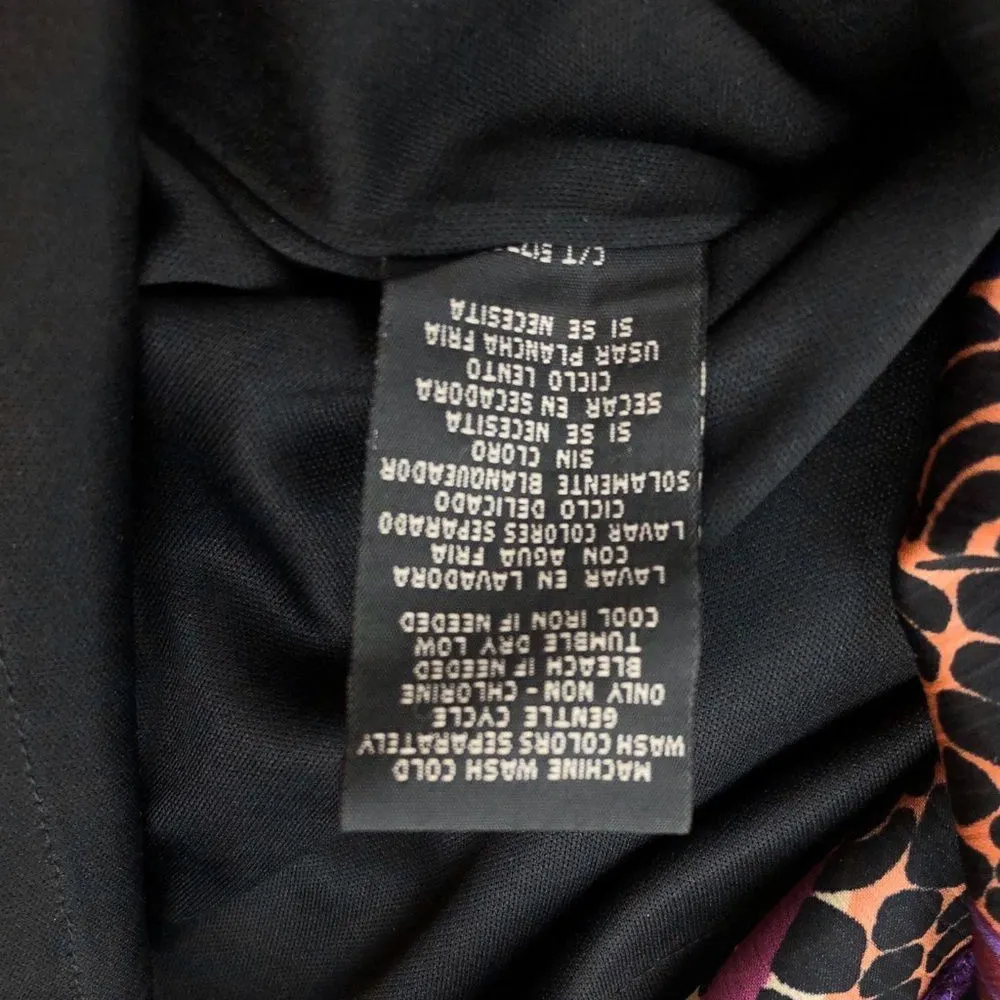 MACHINE WASH COLD
WASH COLORS SEPARATELY
GENTLE CYCLE
ONLY NON - CHLORINE
BLEACH IF NEEDED
TUMBLE DRY LOW
COOL IRON IF NEEDED
LAVAR EN LAVADORA
CON AGUA FRIA
LAVAR COLORES SEPARADO
CICLO DELICADO
SOLAMENTE BLANQUEADOR
SIN CLORO
SI SE NECESITA
SECAR EN SECADORA
CICLO LENTO
USAR PLANCHA FRIA
SI SE NECESITA
C/T